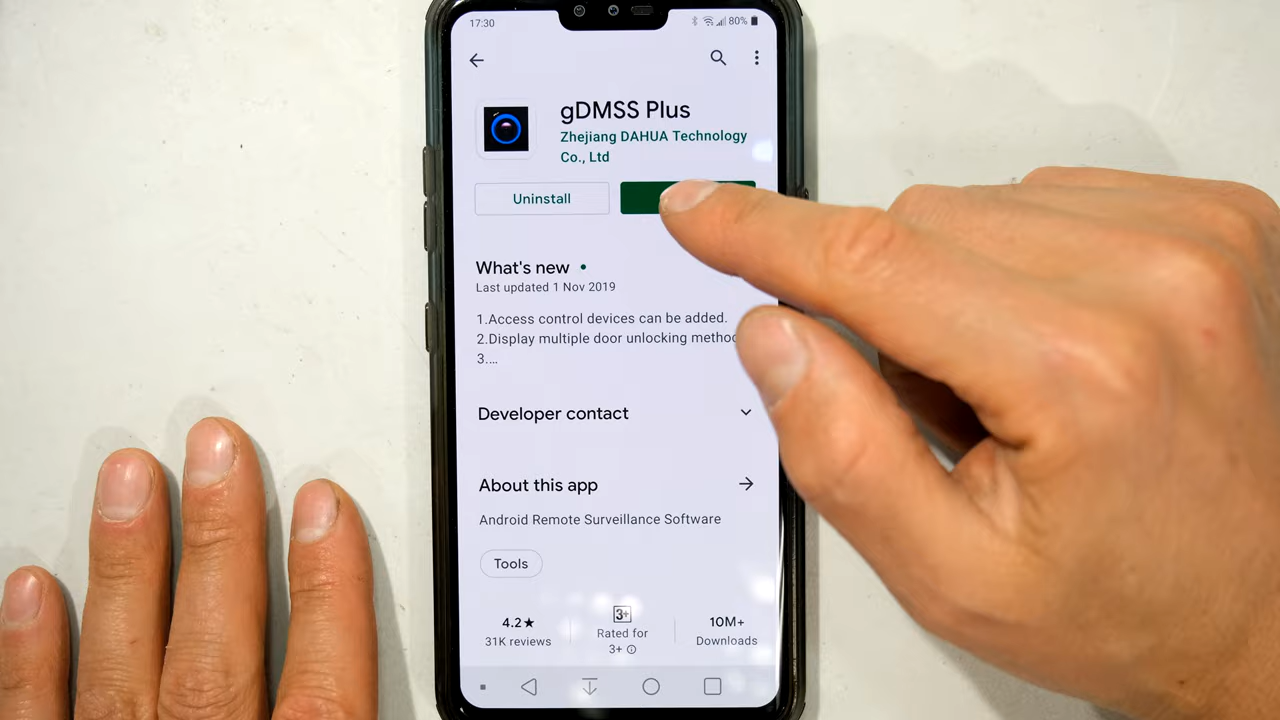 17:30
80%
gDMSS Plus
Zhejiang DAHUA Technology
Co., Ltd
Uninstall
What's new •
Last updated 1 Nov 2019
1.Access control devices can be added.
2.Display multiple door unlocking
3....
Developer contact
About this app
Android Remote Surveillance Software
Tools
4.2★
31K reviews
3+
Rated for
3+
10M+
Downloads